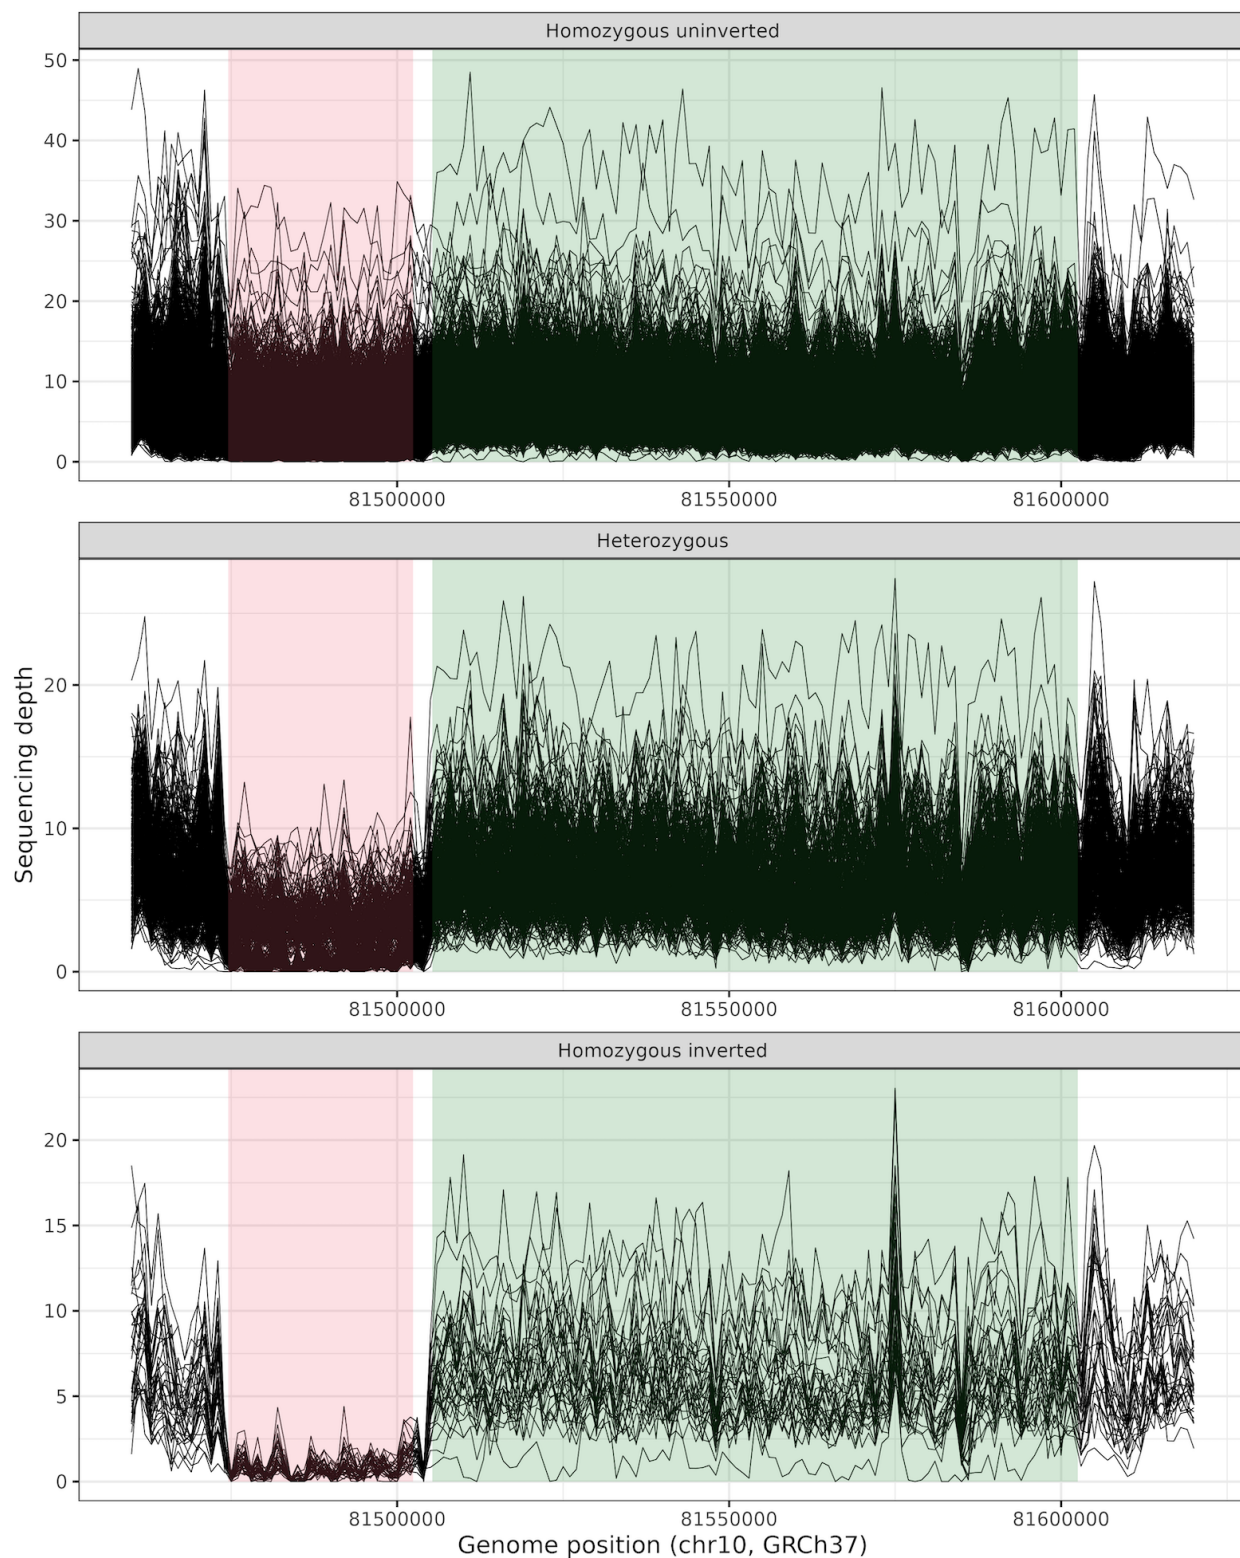 Homozygous uninverted
50
40
30
20
10
0
81500000 81550000 81600000
Heterozygous
20
10
0
81500000 81550000 81600000
Sequencing depth
Homozygous inverted
20
15
10
5
0
81500000 81550000 81600000
Genome position (chr10, GRCh37)